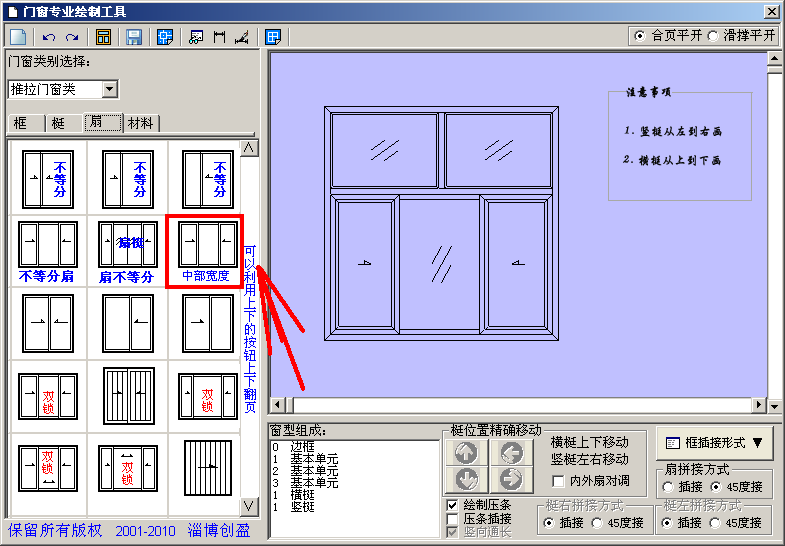 门窗专业绘制工具
合页平开 滑撑平开
门窗类别选择：
推拉门窗类
框 梃 扇 材料
不等分
不等分
不等分
扇梃
不等分扇
扇不等分
中部宽度
双锁
双锁
双锁
可以利用上下的按钮上下翻页
保留所有版权 2001-2010 淄博创盈
注意事项
1. 竖梃从左到右画
2. 横梃从上到下画
窗型组成：
0 边框
1 基本单元
2 基本单元
3 基本单元
1 横梃
1 竖梃
梃位置精确移动
横梃上下移动
竖梃左右移动
内外扇对调
绘制压条
压条插接
竖向通长
框插接形式 ▼
扇拼接方式
插接 45度接
梃右拼接方式
插接 45度接
梃左拼接方式
插接 45度接